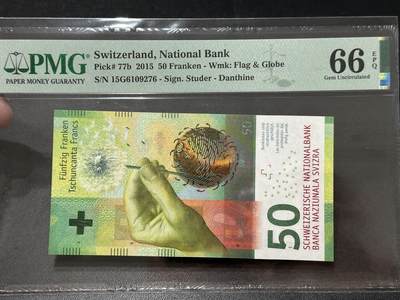 PMG
PAPER MONEY GUARANTY
Switzerland, National Bank
Pick# 77b 2015 50 Franken - Wmk: Flag & Globe
S/N 15G6109276 - Sign. Studer - Danthine
66 EPQ
Gem Uncirculated
Fünfzig Franken
Tschuncanta Francs
50
50
SCHWEIZERISCHE NATIONALBANK
BANCA NAZIUNALA SVIZRA